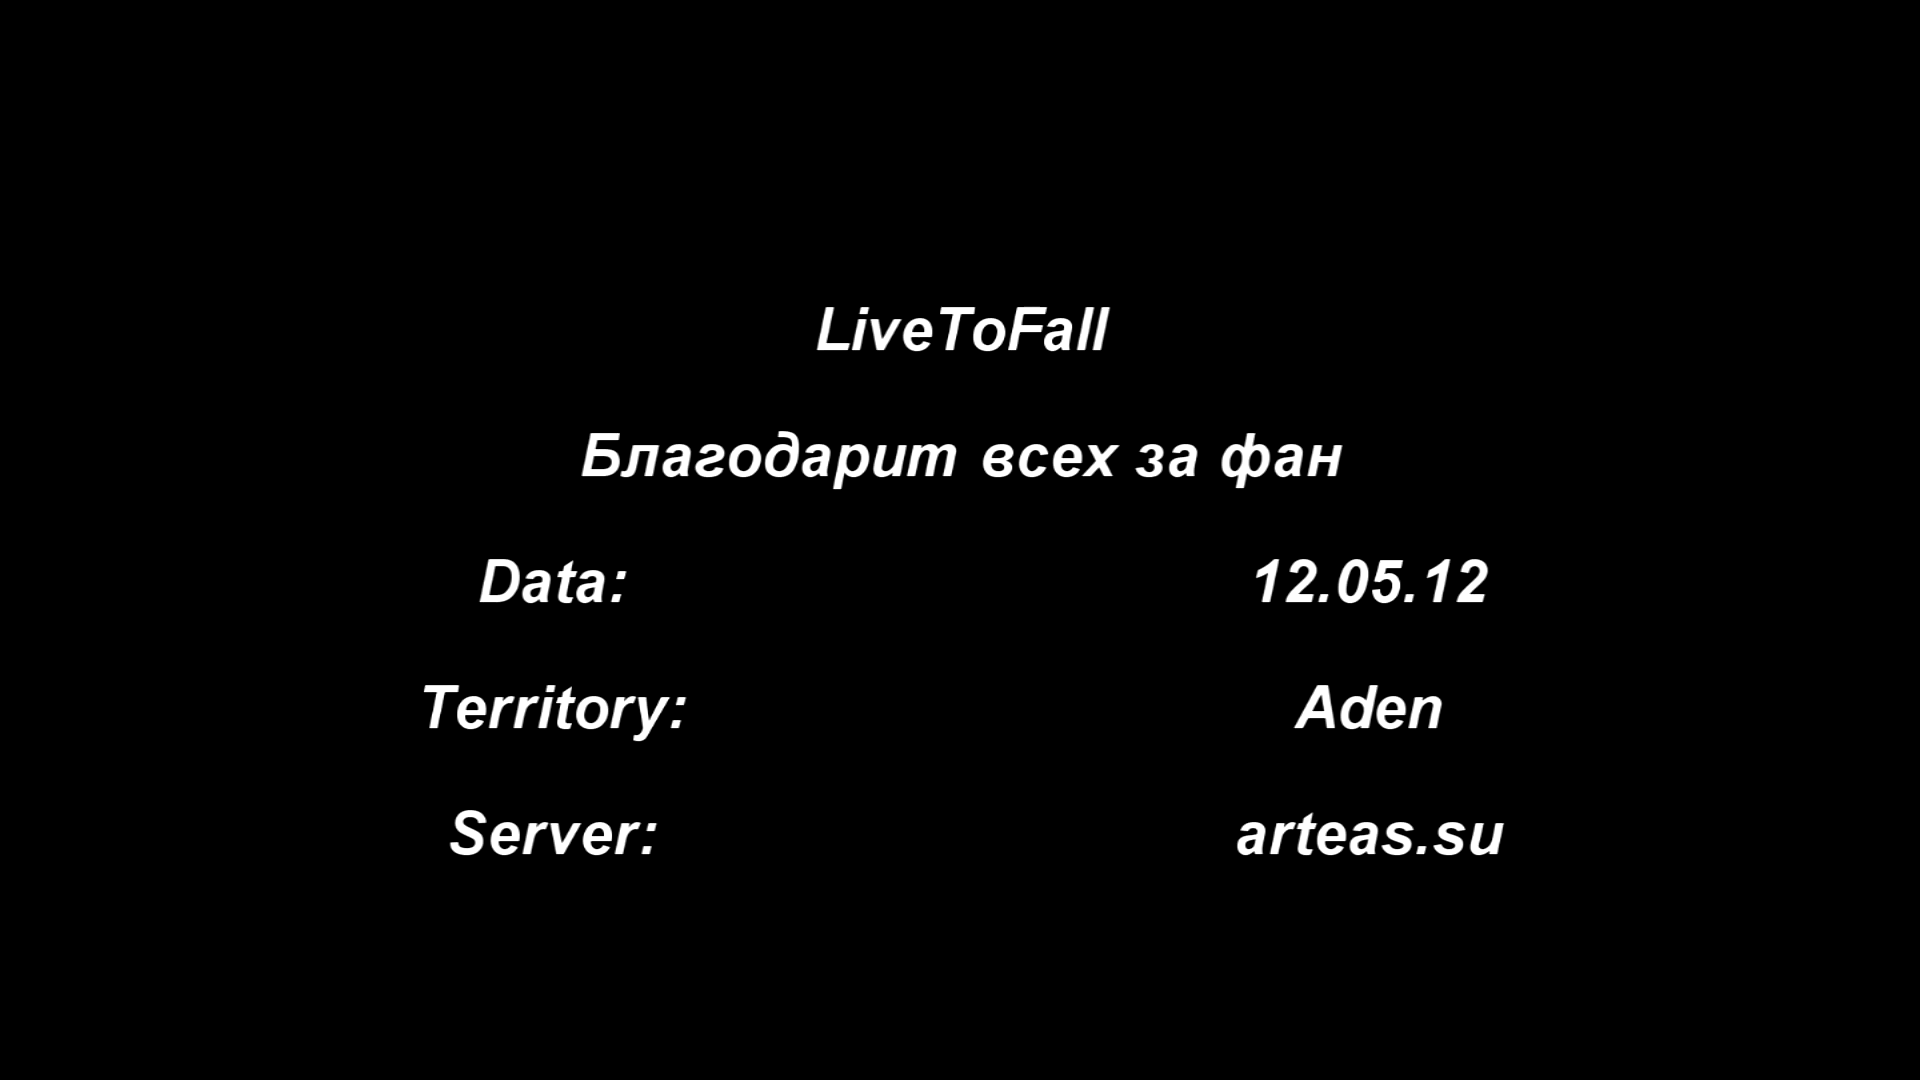 LiveToFall
Благодарит всех за фан
Data: 12.05.12
Territory: Aden
Server: arteas.su